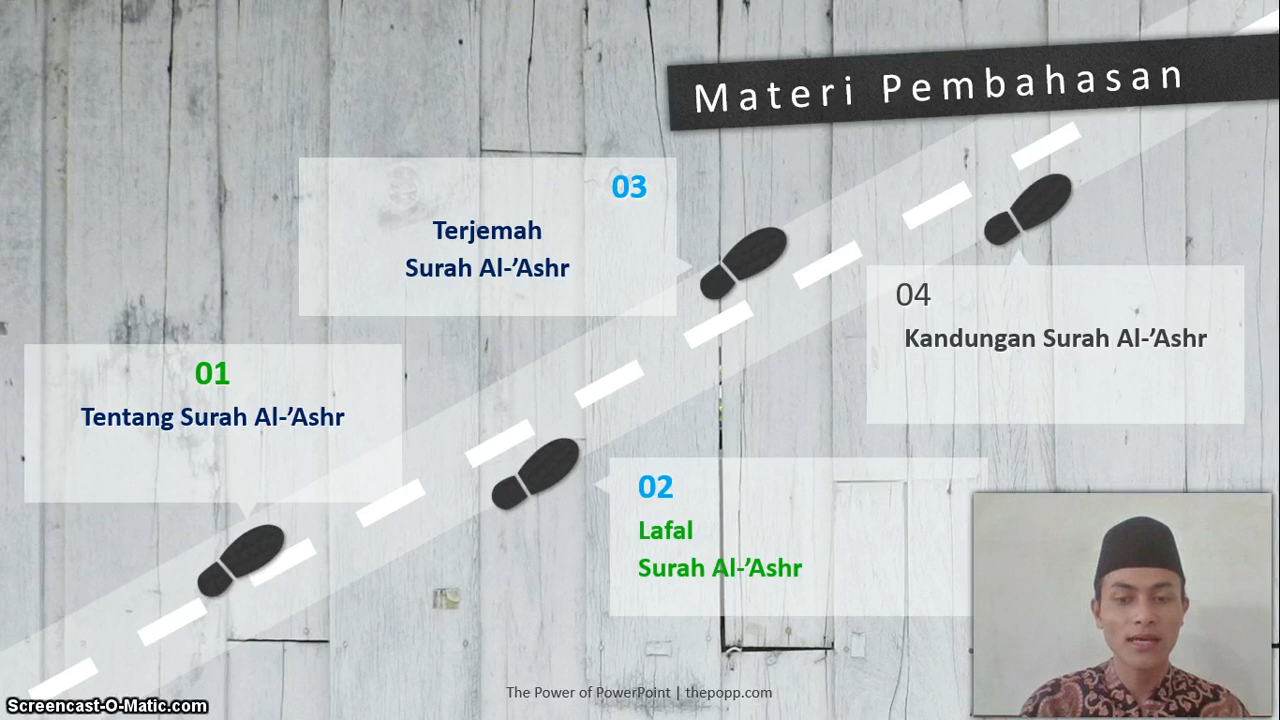 Materi Pembahasan
01
Tentang Surah Al-’Ashr
02
Lafal
Surah Al-’Ashr
03
Terjemah
Surah Al-’Ashr
04
Kandungan Surah Al-’Ashr
The Power of PowerPoint | thepopp.com
Screencast-O-Matic.com